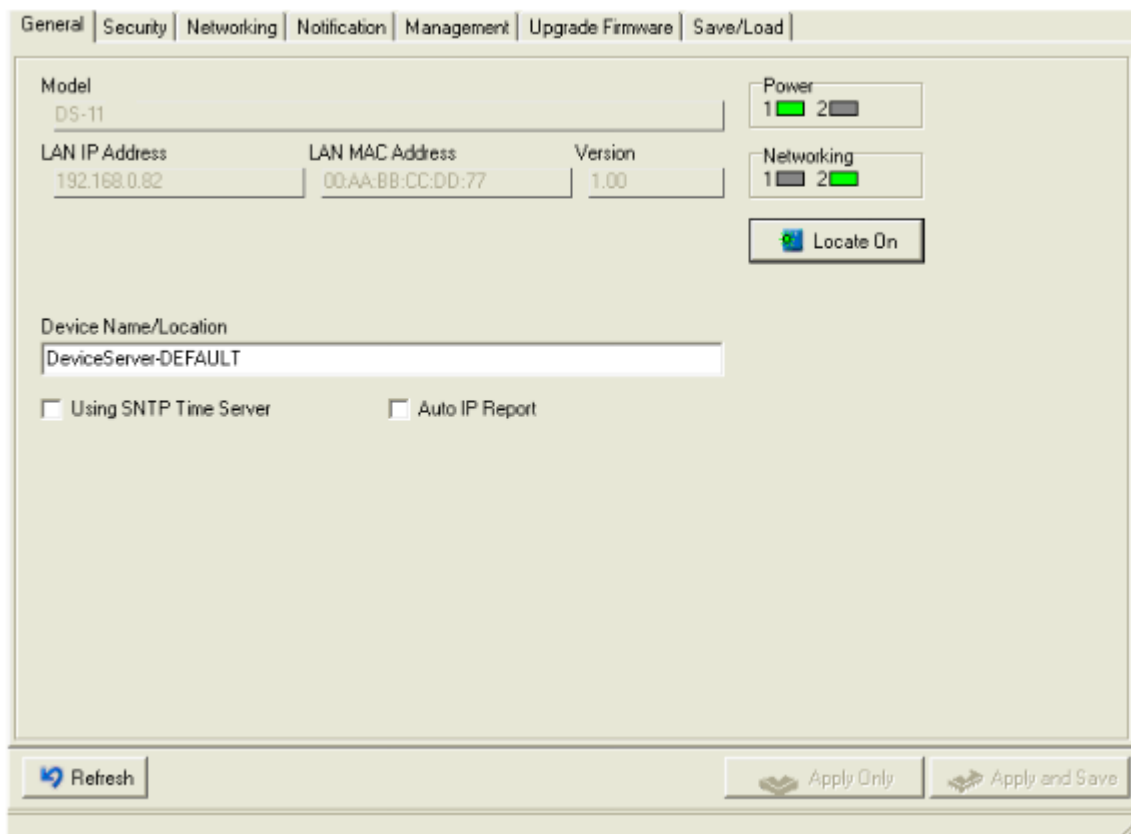 General Security Networking Notification Management Upgrade Firmware Save/Load
Model
DS-11
Power
1 2
LAN IP Address LAN MAC Address Version
192.168.0.82 00:AA:BB:CC:DD:77 1.00
Networking
1 2
Locate On
Device Name/Location
DeviceServer-DEFAULT
Using SNTP Time Server Auto IP Report
Refresh Apply Only Apply and Save